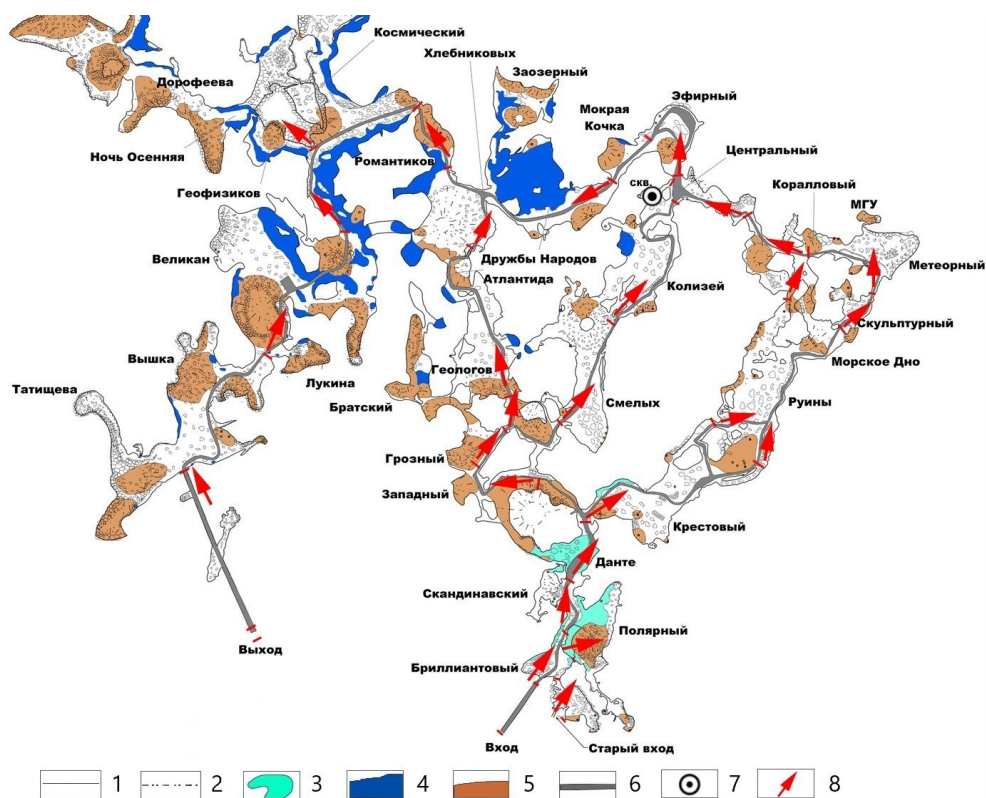 Космический
Хлебниковых
Заозерный
Дорофеева
Эфирный
Мокрая
Кочка
Ночь Осенняя
Романтиков
Центральный
скв.
Коралловый
Геофизиков
МГУ
Великан
Дружбы Народов
Метеорный
Атлантида
Колизей
Скульптурный
Вышка
Морское Дно
Татищева
Лукина
Геологов
Братский
Смелых
Руины
Грозный
Западный
Крестовый
Данте
Скандинавский
Полярный
Выход
Бриллиантовый
Вход
Старый вход
1 2 3 4 5 6 7 8